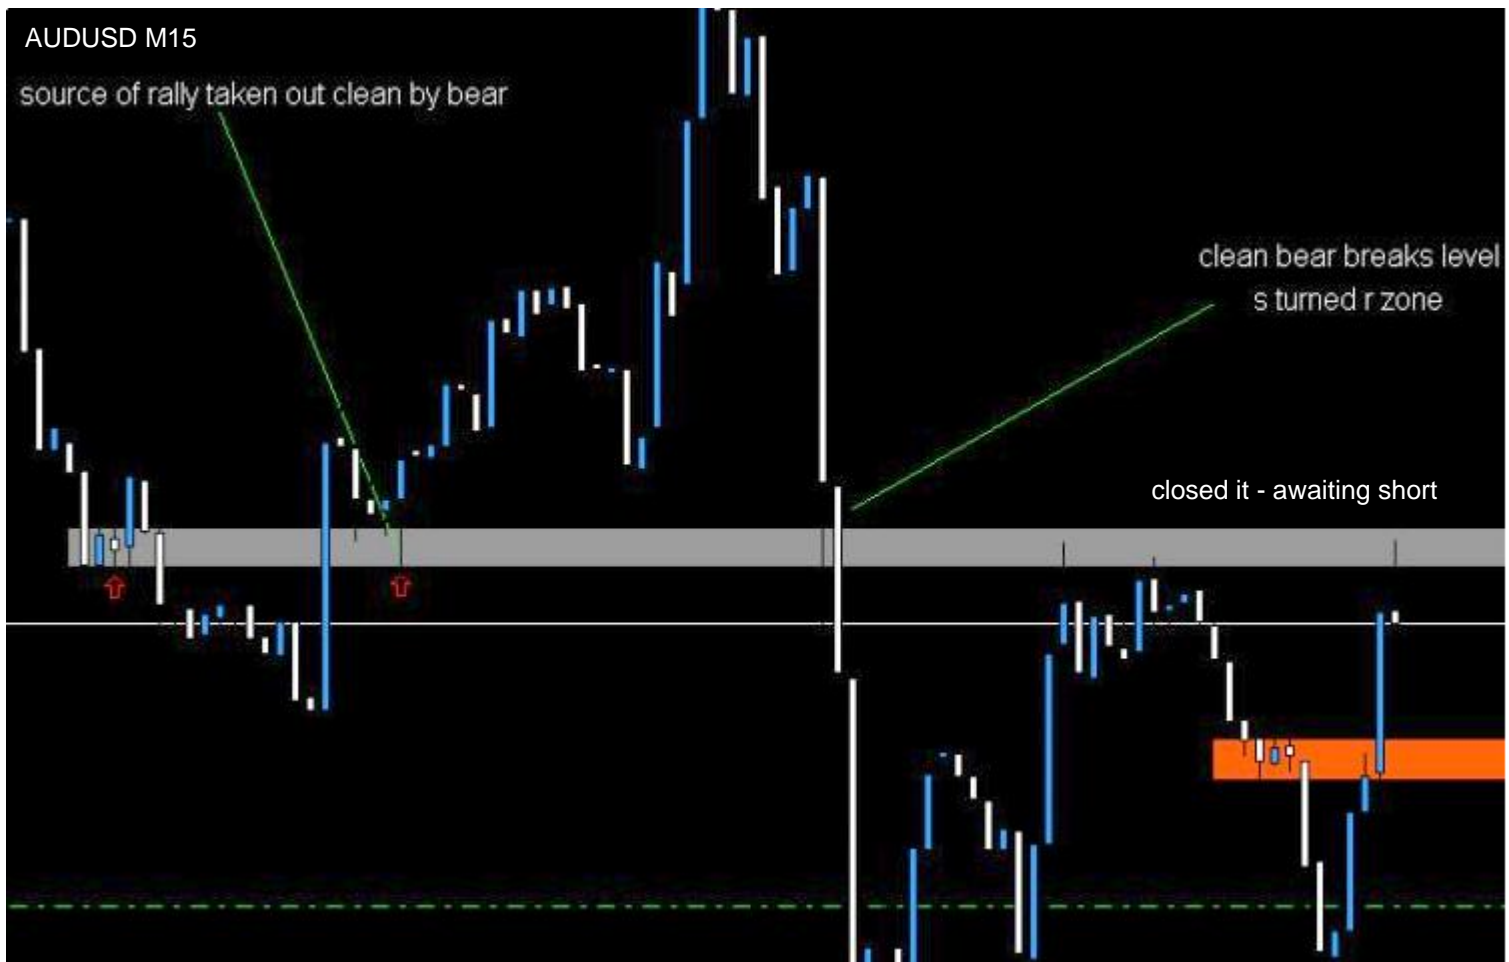 AUDUSD M15
source of rally taken out clean by bear
clean bear breaks level
s turned r zone
closed it - awaiting short